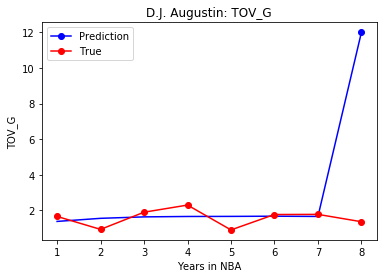 D.J. Augustin: TOV_G
Prediction
True
12
10
8
6
4
2
TOV_G
1 2 3 4 5 6 7 8
Years in NBA